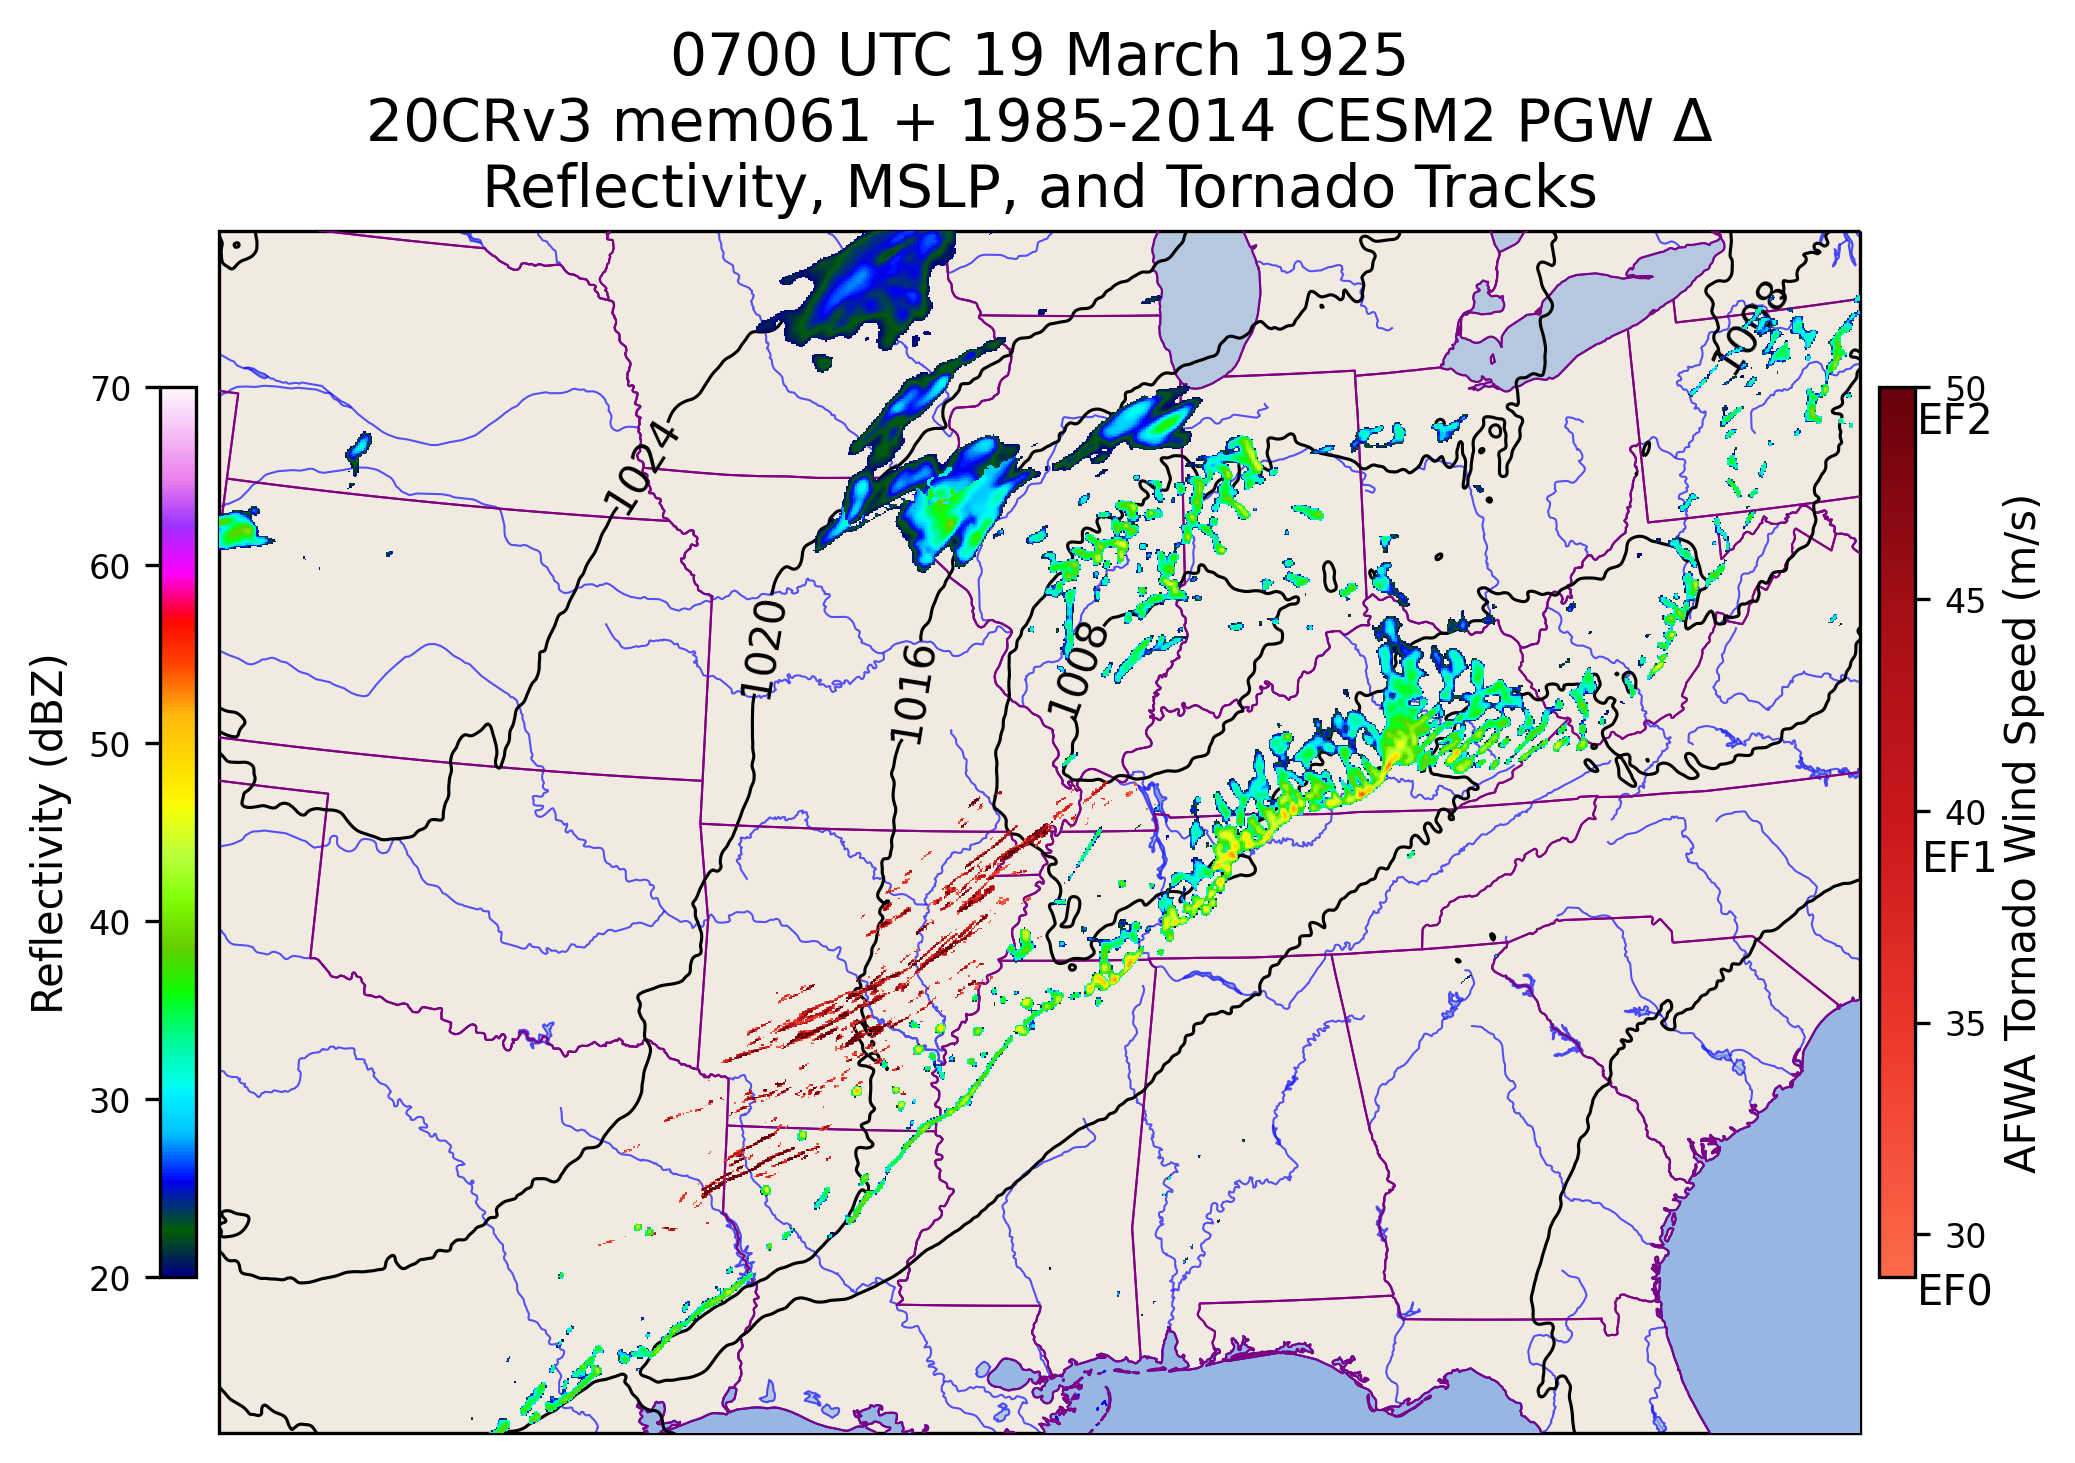 0700 UTC 19 March 1925
20CRv3 mem061 + 1985-2014 CESM2 PGW Δ
Reflectivity, MSLP, and Tornado Tracks
70
60
50
40
30
20
Reflectivity (dBZ)
1024
1020
1016
1008
1008
50
EF2
45
40
EF1
35
30
EF0
AFWA Tornado Wind Speed (m/s)